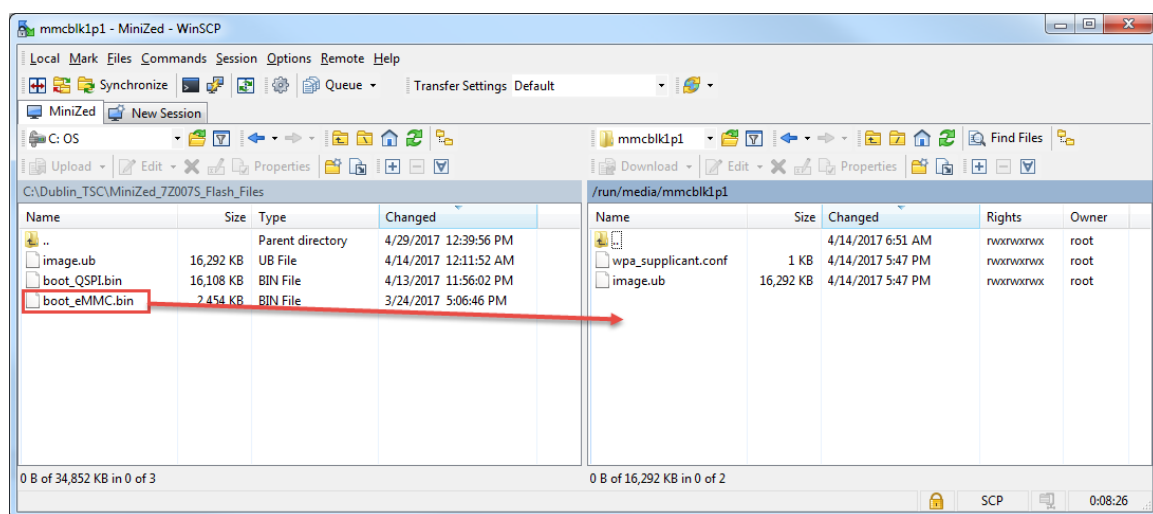 mmcblk1p1 - MiniZed - WinSCP
Local Mark Files Commands Session Options Remote Help
Synchronize Queue Transfer Settings Default
MiniZed New Session
C: OS mmcblk1p1 Find Files
Upload Edit Properties Download Edit Properties
C:\Dublin_TSC\MiniZed_7Z007S_Flash_Files /run/media/mmcblk1p1
Name Size Type Changed Name Size Changed Rights Owner
.. Parent directory 4/29/2017 12:39:56 PM .. 4/14/2017 6:51 AM rwxrwxrwx root
image.ub 16,292 KB UB File 4/14/2017 12:11:52 AM wpa_supplicant.conf 1 KB 4/14/2017 5:47 PM rwxrwxrwx root
boot_QSPI.bin 16,108 KB BIN File 4/13/2017 11:56:02 PM image.ub 16,292 KB 4/14/2017 5:47 PM rwxrwxrwx root
boot_eMMC.bin 2,454 KB BIN File 3/24/2017 5:06:46 PM
0 B of 34,852 KB in 0 of 3 0 B of 16,292 KB in 0 of 2
SCP 0:08:26